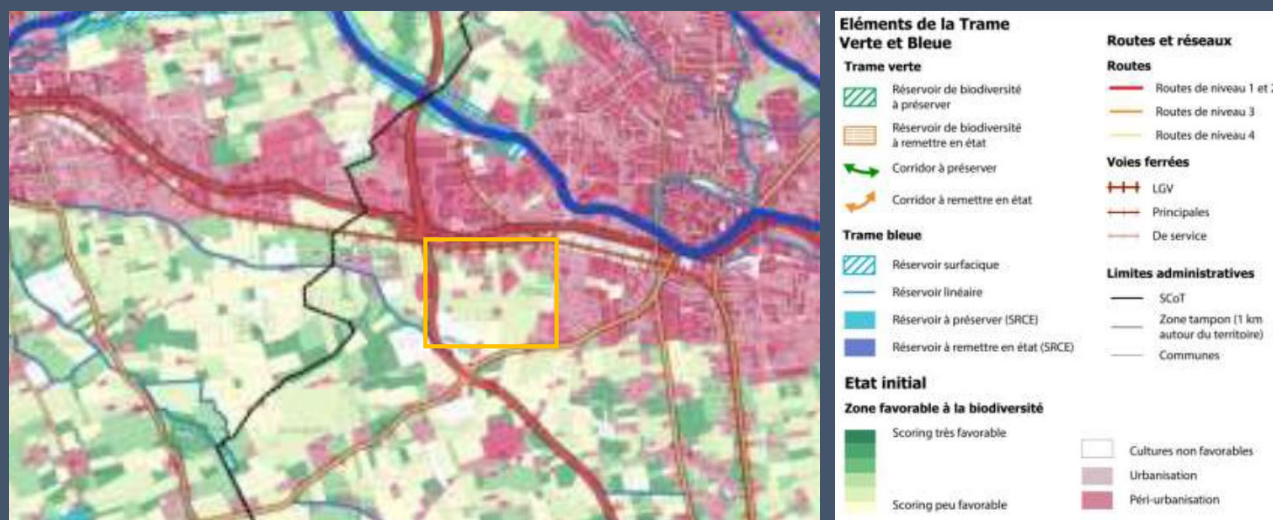 Eléments de la Trame
Verte et Bleue
Trame verte
Réservoir de biodiversité
à préserver
Réservoir de biodiversité
à remettre en état
Corridor à préserver
Corridor à remettre en état
Trame bleue
Réservoir surfacique
Réservoir linéaire
Réservoir à préserver (SRCE)
Réservoir à remettre en état (SRCE)
Routes et réseaux
Routes
Routes de niveau 1 et 2
Routes de niveau 3
Routes de niveau 4
Voies ferrées
LGV
Principales
De service
Limites administratives
SCoT
Zone tampon (1 km
autour du territoire)
Communes
Etat initial
Zone favorable à la biodiversité
Scoring très favorable
Scoring peu favorable
Cultures non favorables
Urbanisation
Péri-urbanisation